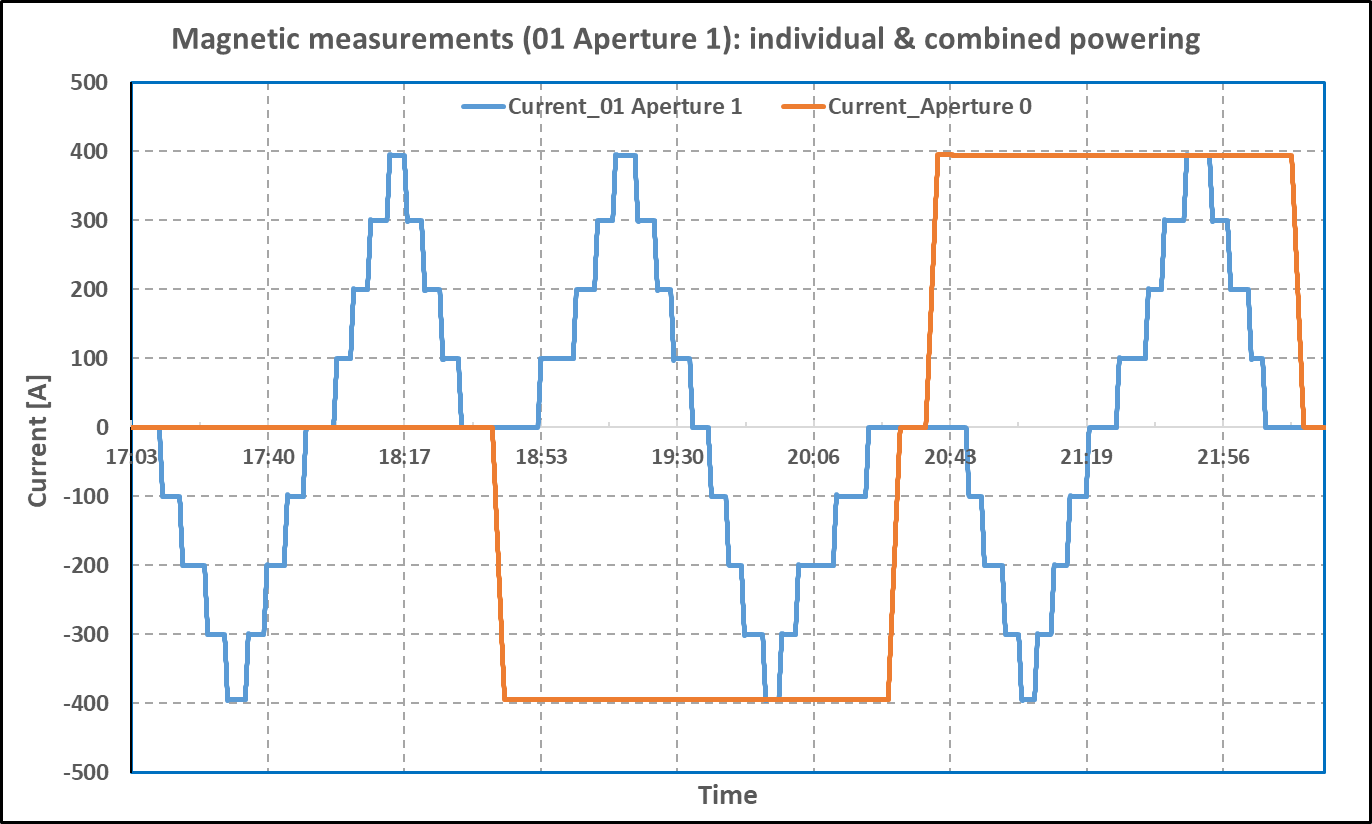 Magnetic measurements (01 Aperture 1): individual & combined powering
Current_01 Aperture 1 Current_Aperture 0
500
400
300
200
100
0
-100
-200
-300
-400
-500
Current [A]
17:03 17:40 18:17 18:53 19:30 20:06 20:43 21:19 21:56
Time